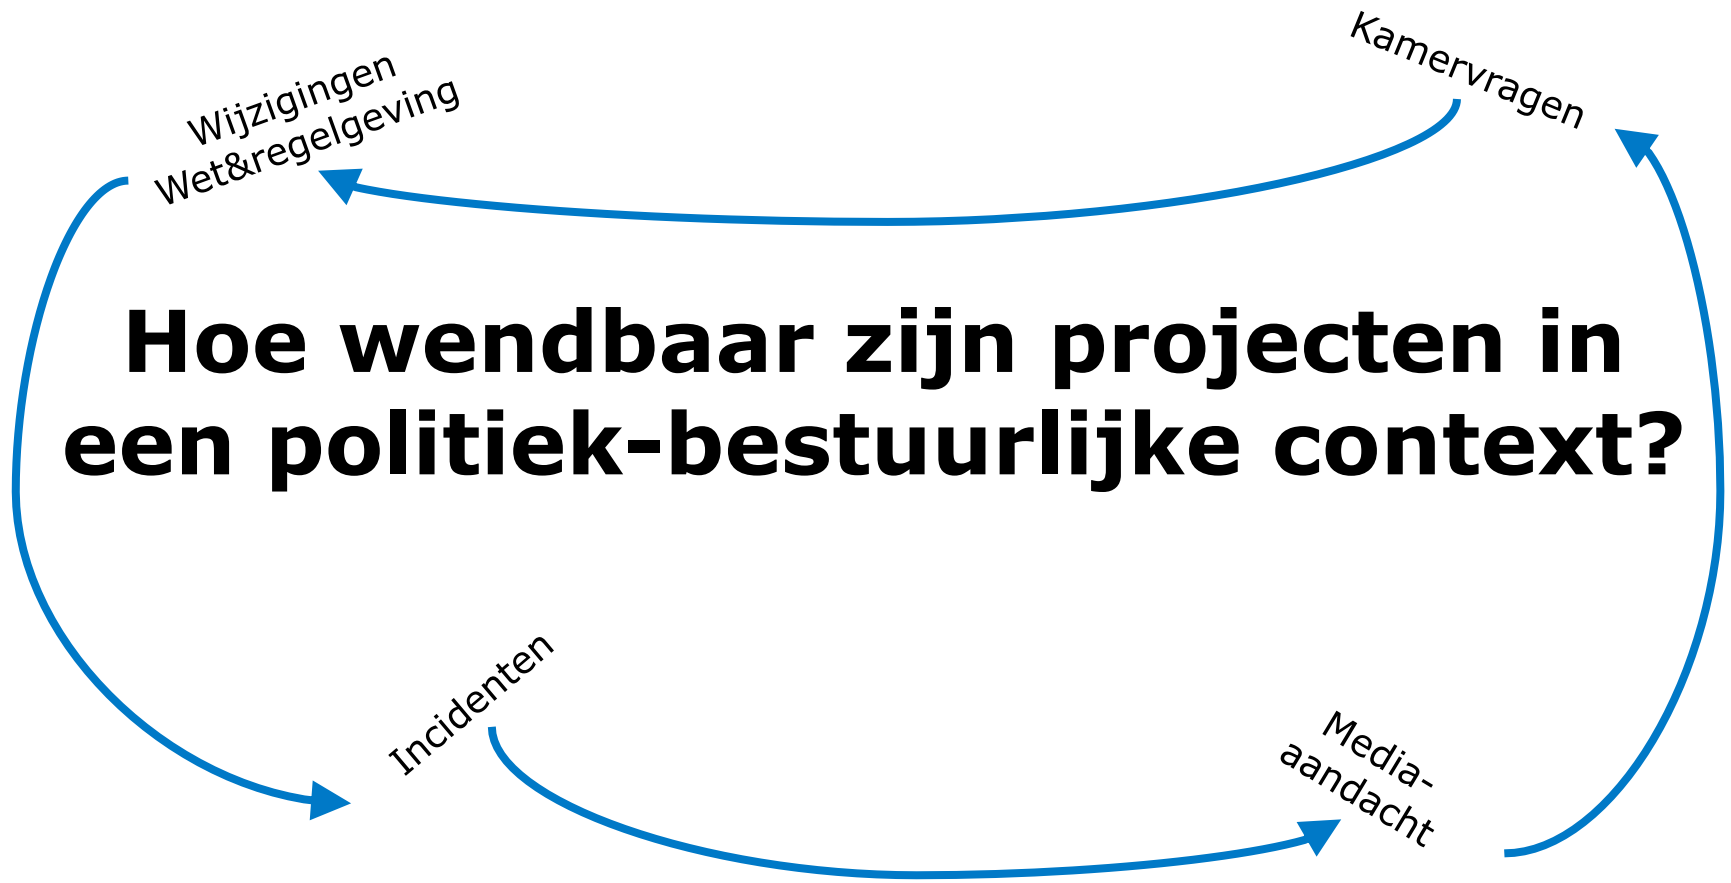 Wijzigingen
Wet&regelgeving
Kamervragen
Hoe wendbaar zijn projecten in
een politiek-bestuurlijke context?
Incidenten
Media-
aandacht